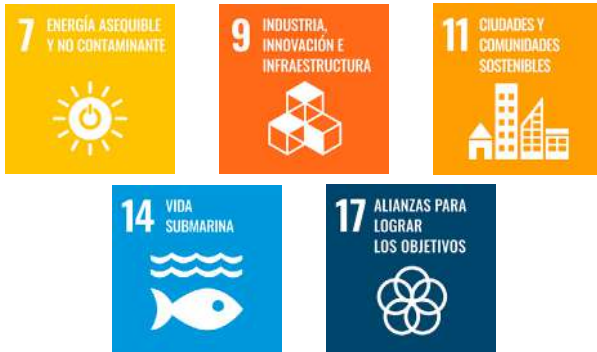 7 ENERGÍA ASEQUIBLE
Y NO CONTAMINANTE
9 INDUSTRIA,
INNOVACIÓN E
INFRAESTRUCTURA
11 CIUDADES Y
COMUNIDADES
SOSTENIBLES
14 VIDA
SUBMARINA
17 ALIANZAS PARA
LOGRAR
LOS OBJETIVOS